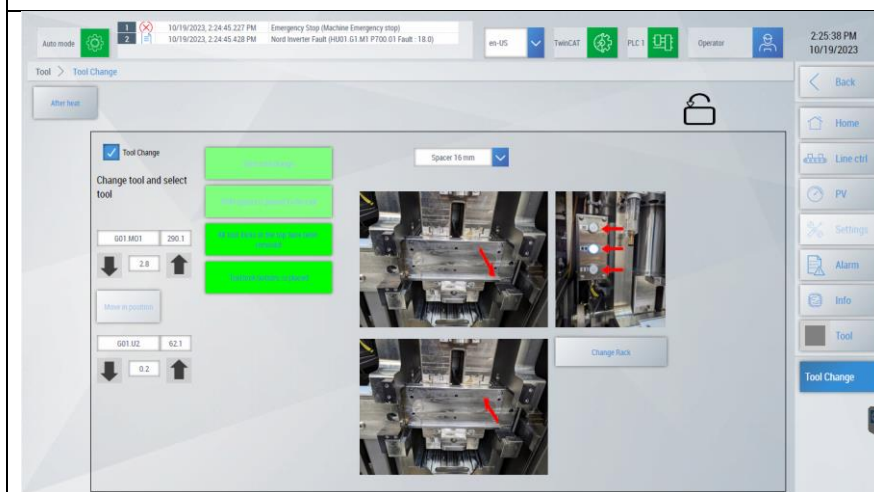 Auto mode
1 10/19/2023, 2:24:45.227 PM Emergency Stop (Machine Emergency stop)
2 10/19/2023, 2:24:45.428 PM Nord Inverter Fault (HU01.G1.M1 P700.01 Fault : 18.0)
en-US
TwinCAT
PLC 1
Operator
2:25:38 PM
10/19/2023
Tool > Tool Change
Back
After heat
Home
Line ctrl
PV
Settings
Alarm
Info
Tool
Tool Change
Tool Change
Change tool and select
tool
Spacer 16 mm
G01.M01 290.1
2.8
Move in position
G01.U2 62.1
0.2
Change Rack